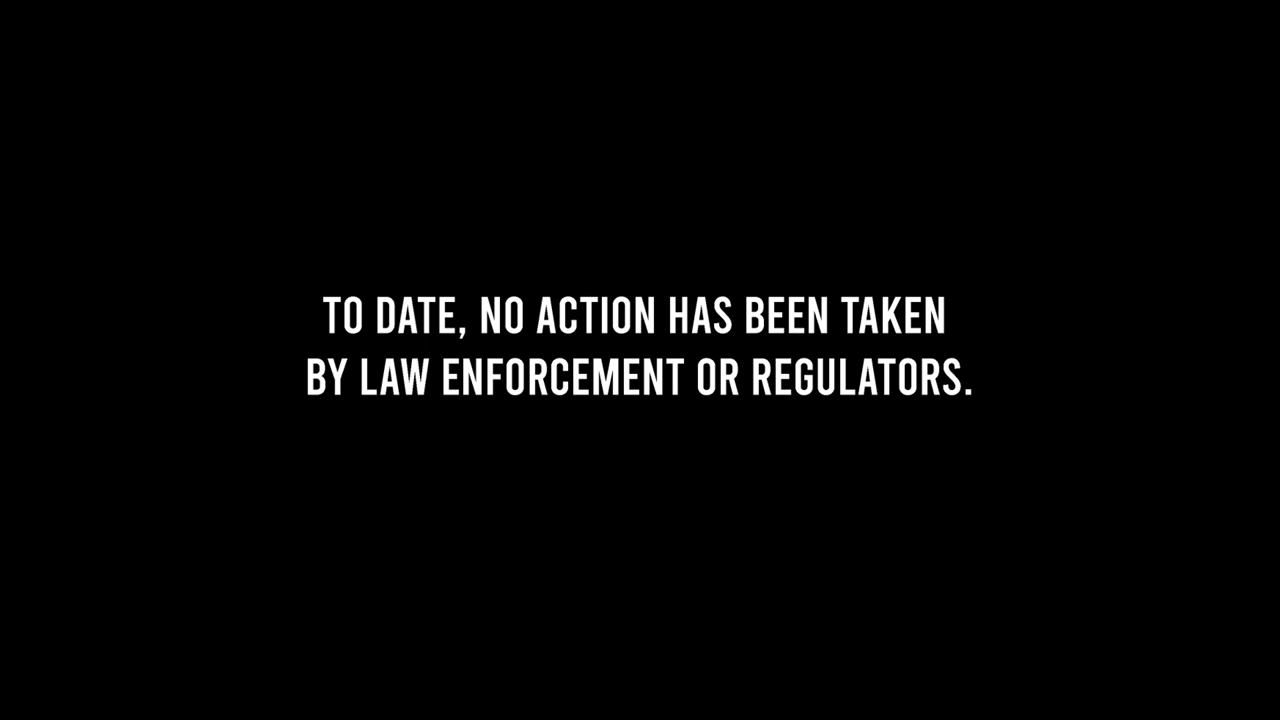 TO DATE, NO ACTION HAS BEEN TAKEN
BY LAW ENFORCEMENT OR REGULATORS.